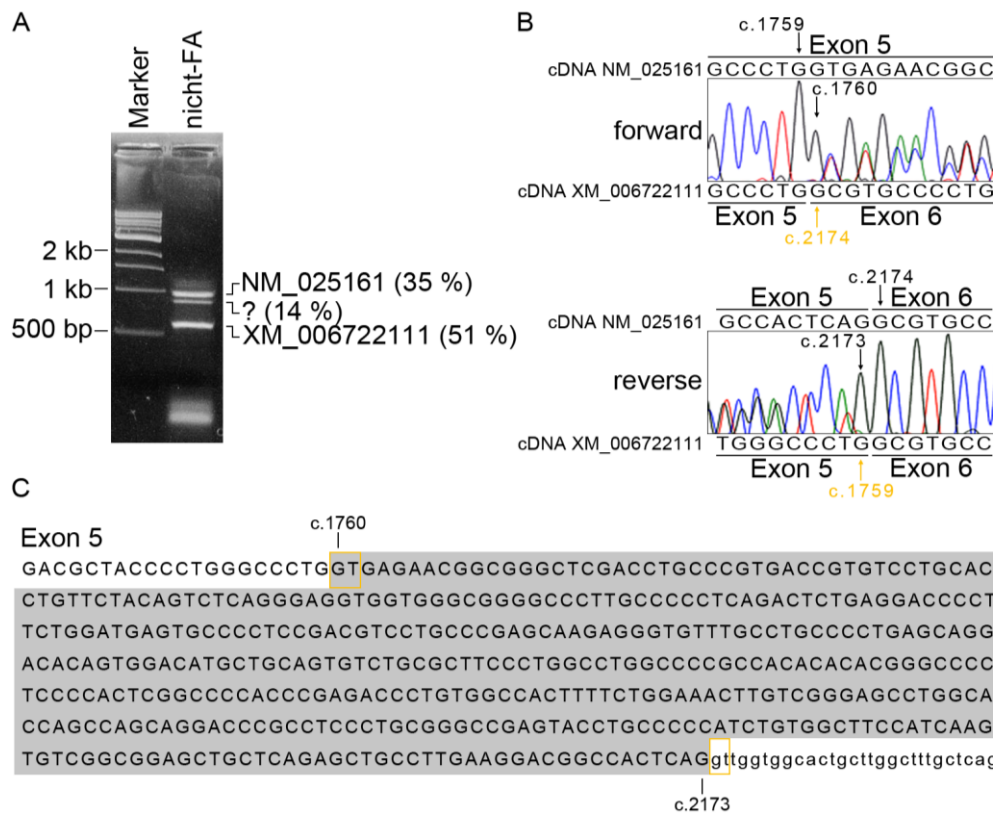 A
Marker
nicht-FA
2 kb
1 kb
500 bp
NM_025161 (35 %)
? (14 %)
XM_006722111 (51 %)
B
c.1759
Exon 5
cDNA NM_025161
GCCCTGGTGAGAACGGC
c.1760
forward
cDNA XM_006722111
GCCCTGGCGTGCCCCTG
Exon 5
Exon 6
c.2174
c.2174
Exon 5
Exon 6
cDNA NM_025161
GCCACTCAGGCGTGCC
c.2173
reverse
cDNA XM_006722111
TGGGCCCTGGCGTGCC
Exon 5
Exon 6
c.1759
C
c.1760
Exon 5
GACGCTACCCCTGGGCCCTGGTGAGAACGGCGGGCTCGACCTGCCCGTGACCGTGTCCTGCAC
CTGTTCTACAGTCTCAGGGAGGTGGTGGGCGGGGCCCTTGCCCCCTCAGACTCTGAGGACCCCT
TCTGGATGAGTGCCCCTCCGACGTCCTGCCCGAGCAAGAGGGTGTTTGCCTGCCCCTGAGCAGG
ACACAGTGGACATGCTGCAGTGTCTGCGCTTCCCTGGCCTGGCCCCGCCACACACACGGGCCCC
TCCCCACTCGGCCCCACCCGAGACCCTGTGGCCACTTTTCTGGAAACTTGTCGGGAGCCTGGCA
CCAGCCAGCAGGACCCGCCTCCCTGCGGGCCGAGTACCTGCCCCCATCTGTGGCTTCCATCAAG
TGTCGGCGGAGCTGCTCAGAGCTGCCTTGAAGGACGGCCACTCAGgttggtggcactgcttggctttgctcag
c.2173